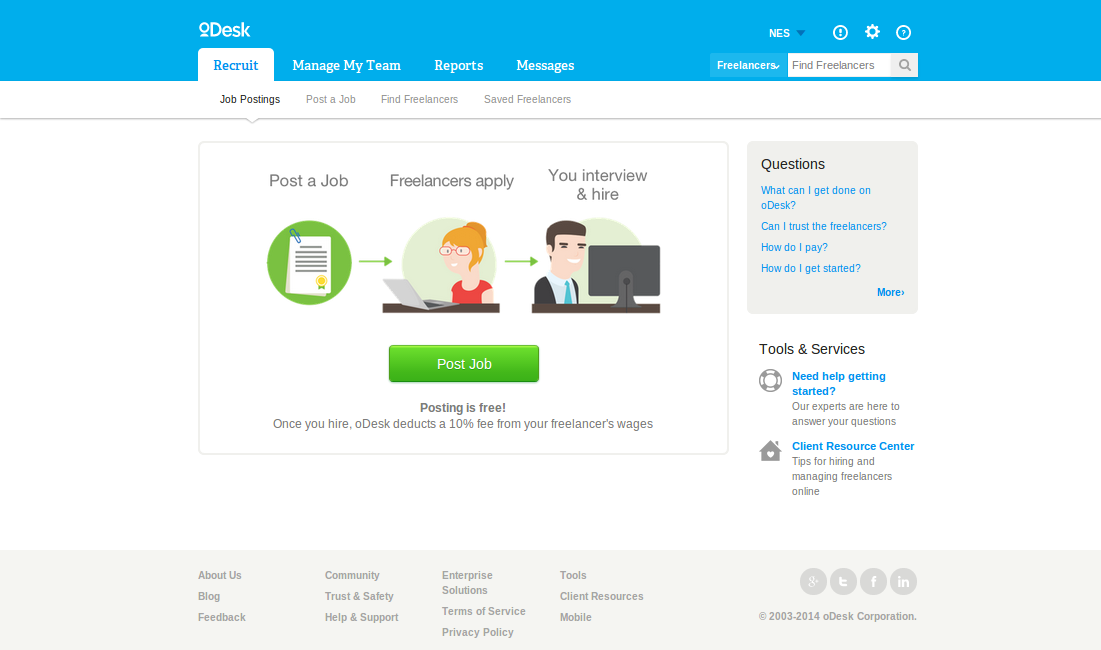 oDesk
NES
Recruit
Manage My Team
Reports
Messages
Freelancers
Find Freelancers
Job Postings
Post a Job
Find Freelancers
Saved Freelancers
Post a Job
Freelancers apply
You interview
& hire
Post Job
Posting is free!
Once you hire, oDesk deducts a 10% fee from your freelancer's wages
Questions
What can I get done on
oDesk?
Can I trust the freelancers?
How do I pay?
How do I get started?
More›
Tools & Services
Need help getting
started?
Our experts are here to
answer your questions
Client Resource Center
Tips for hiring and
managing freelancers
online
About Us
Blog
Feedback
Community
Trust & Safety
Help & Support
Enterprise
Solutions
Terms of Service
Privacy Policy
Tools
Client Resources
Mobile
© 2003-2014 oDesk Corporation.